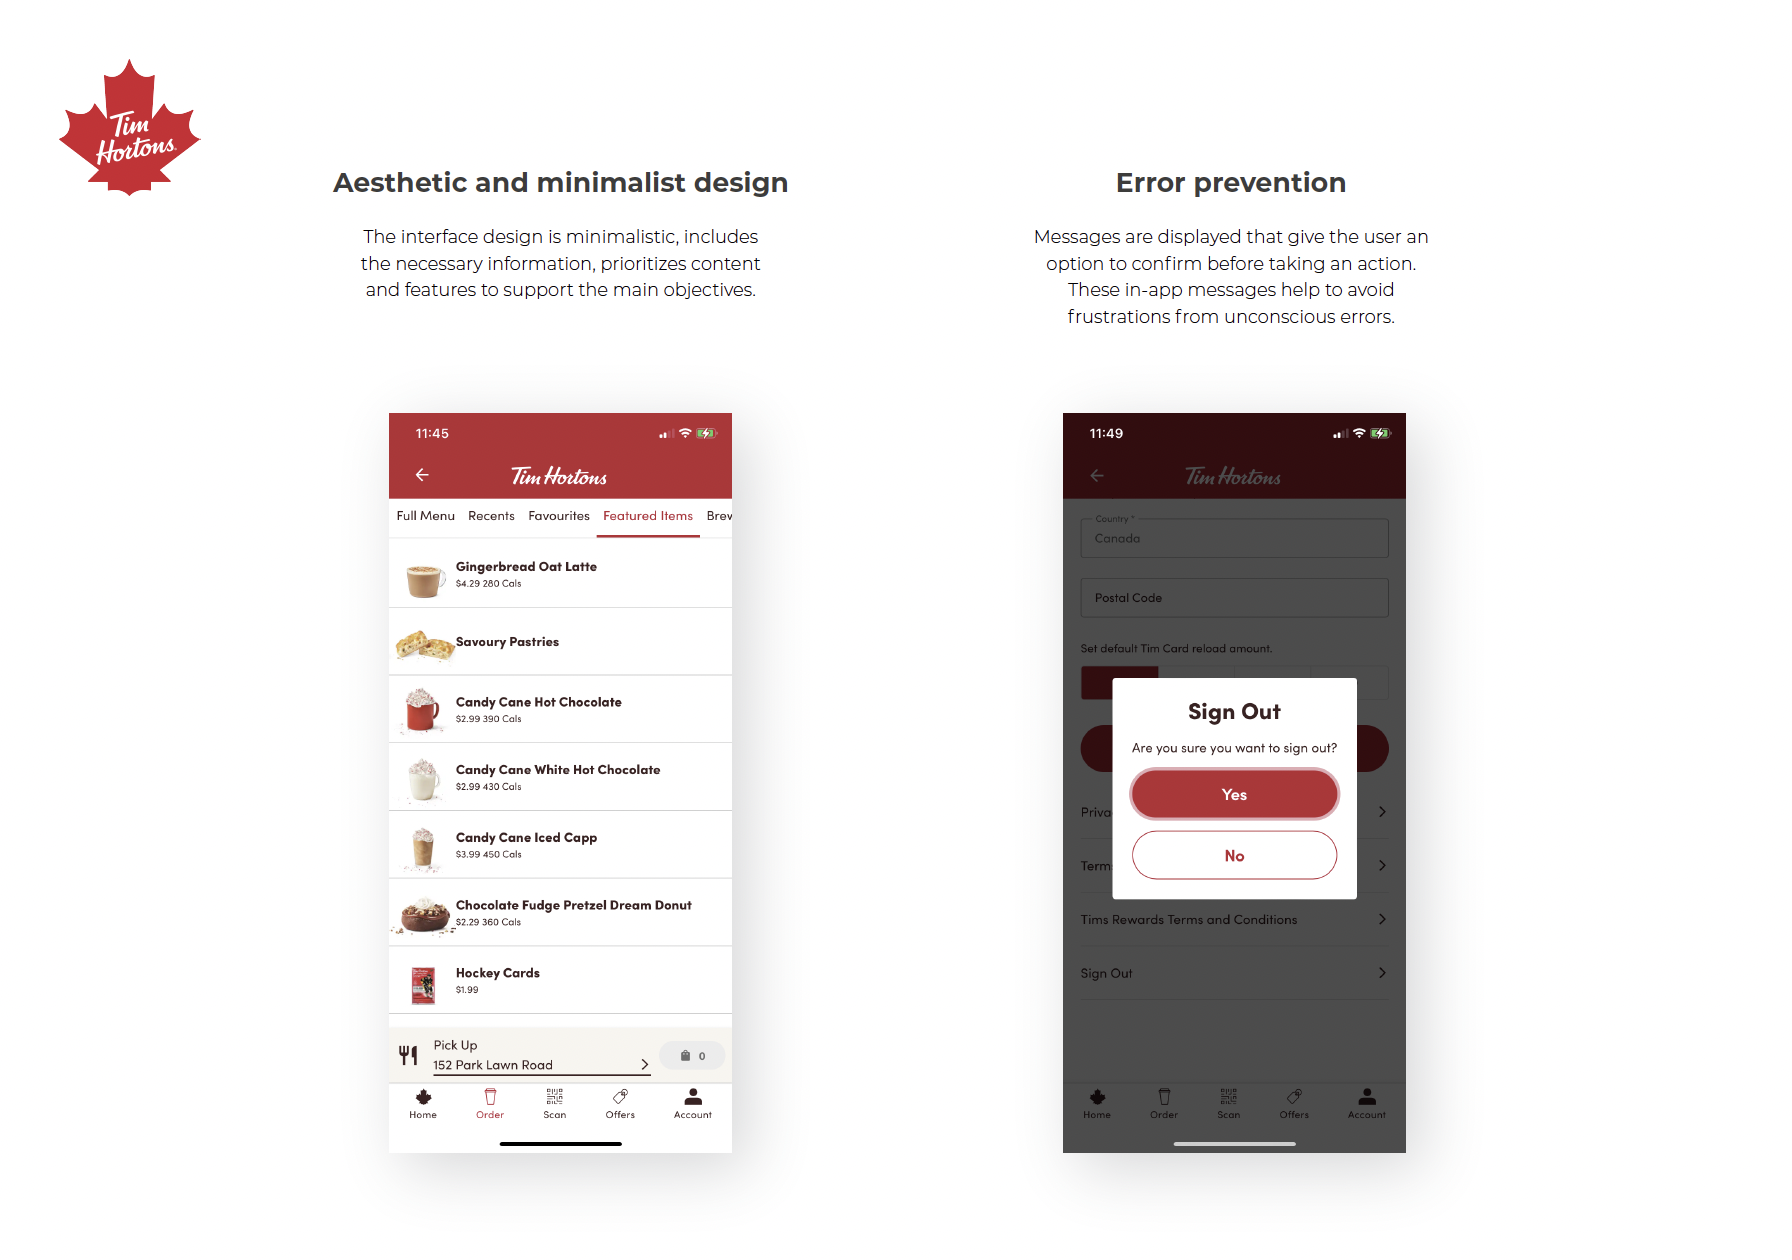 Tim
Hortons
Aesthetic and minimalist design
The interface design is minimalistic, includes
the necessary information, prioritizes content
and features to support the main objectives.
Error prevention
Messages are displayed that give the user an
option to confirm before taking an action.
These in-app messages help to avoid
frustrations from unconscious errors.
11:45
Tim Hortons
Full Menu Recents Favourites Featured Items Brew
Gingerbread Oat Latte
$4.29 280 Cals
Savoury Pastries
Candy Cane Hot Chocolate
$2.99 390 Cals
Candy Cane White Hot Chocolate
$2.99 430 Cals
Candy Cane Iced Capp
$3.99 450 Cals
Chocolate Fudge Pretzel Dream Donut
$2.29 360 Cals
Hockey Cards
$1.99
Pick Up
152 Park Lawn Road
0
Home Order Scan Offers Account
11:49
Tim Hortons
Country *
Canada
Postal Code
Set default Tim Card reload amount.
Sign Out
Are you sure you want to sign out?
Yes
No
Priva
Term
Tims Rewards Terms and Conditions
Sign Out
Home Order Scan Offers Account